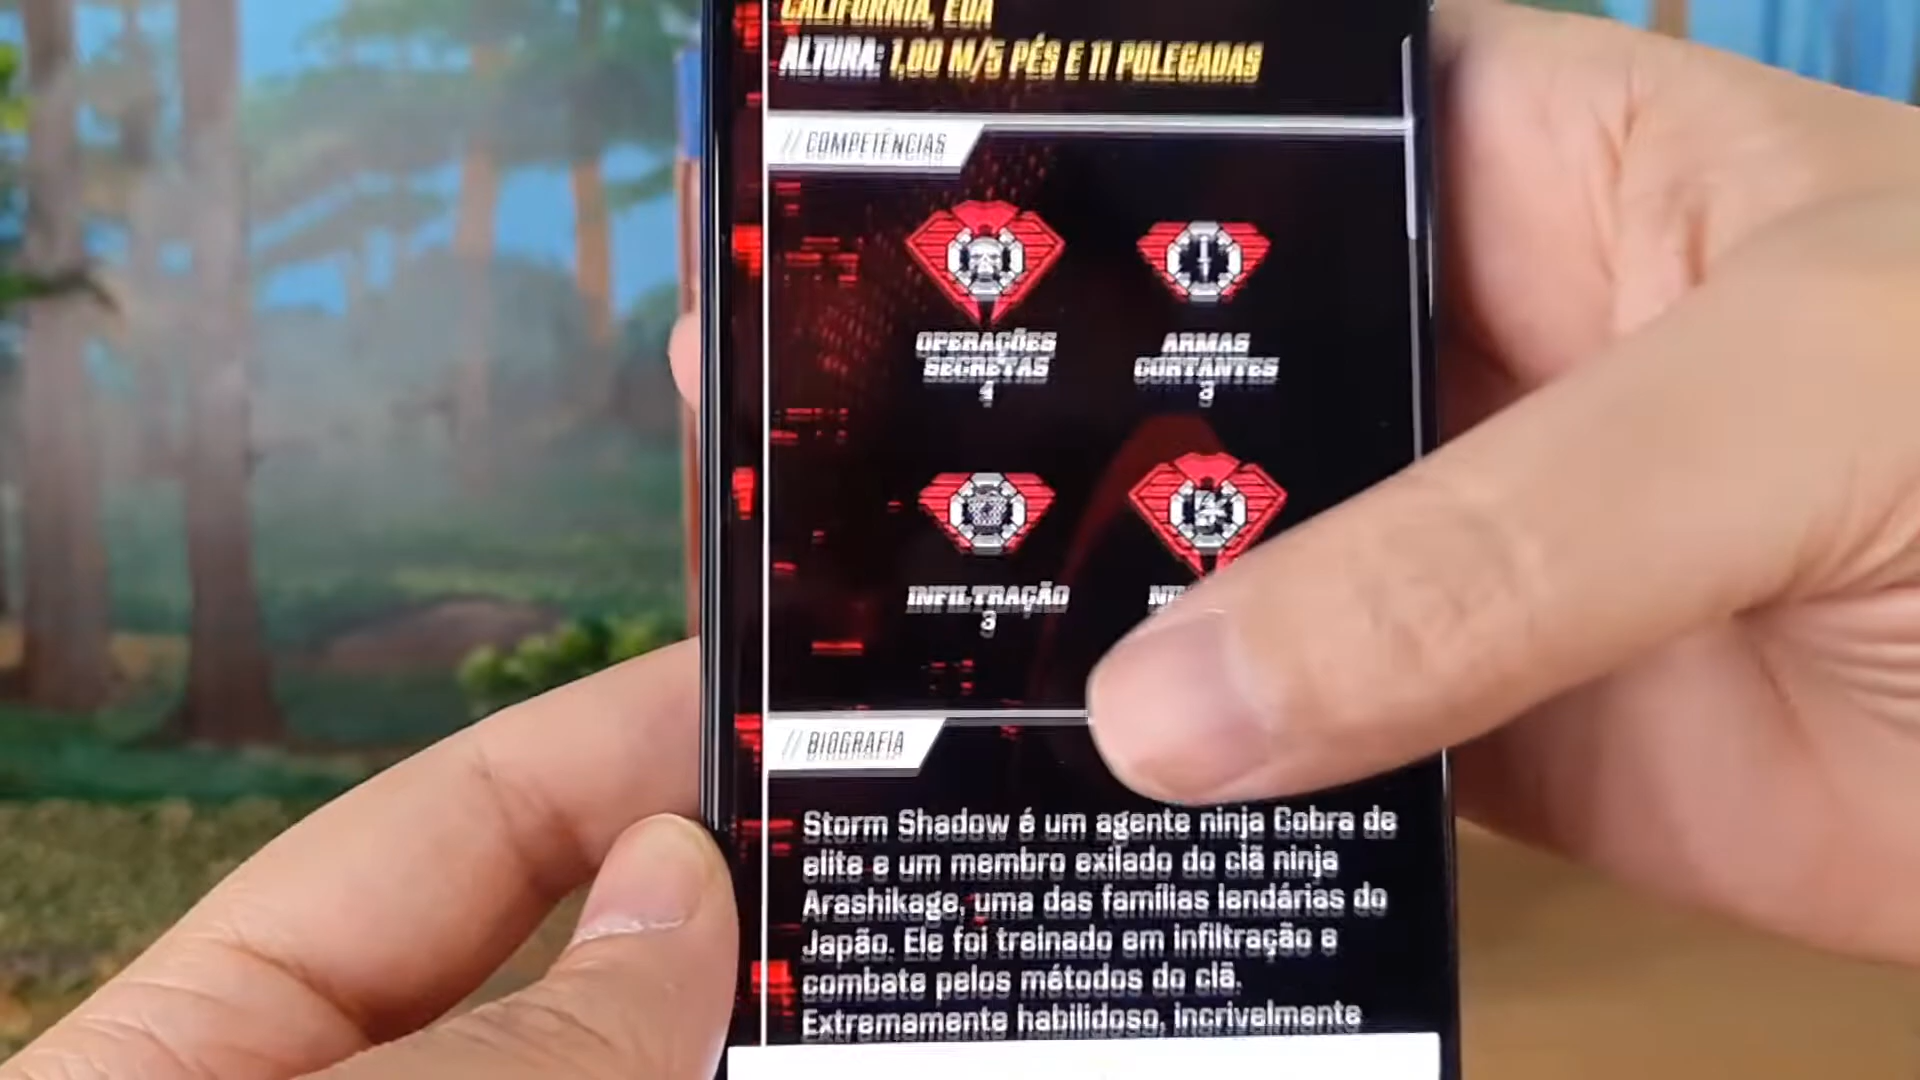 CALIFÓRNIA, EUA
ALTURA: 1,80 M/5 PÉS E 11 POLEGADAS
// COMPETÊNCIAS
OPERAÇÕES
SECRETAS
4
ARMAS
CORTANTES
3
INFILTRAÇÃO
3
// BIOGRAFIA
Storm Shadow é um agente ninja Cobra de
elite e um membro exilado do clã ninja
Arashikage, uma das famílias lendárias do
Japão. Ele foi treinado em infiltração e
combate pelos métodos do clã.
Extremamente habilidoso, incrivelmente